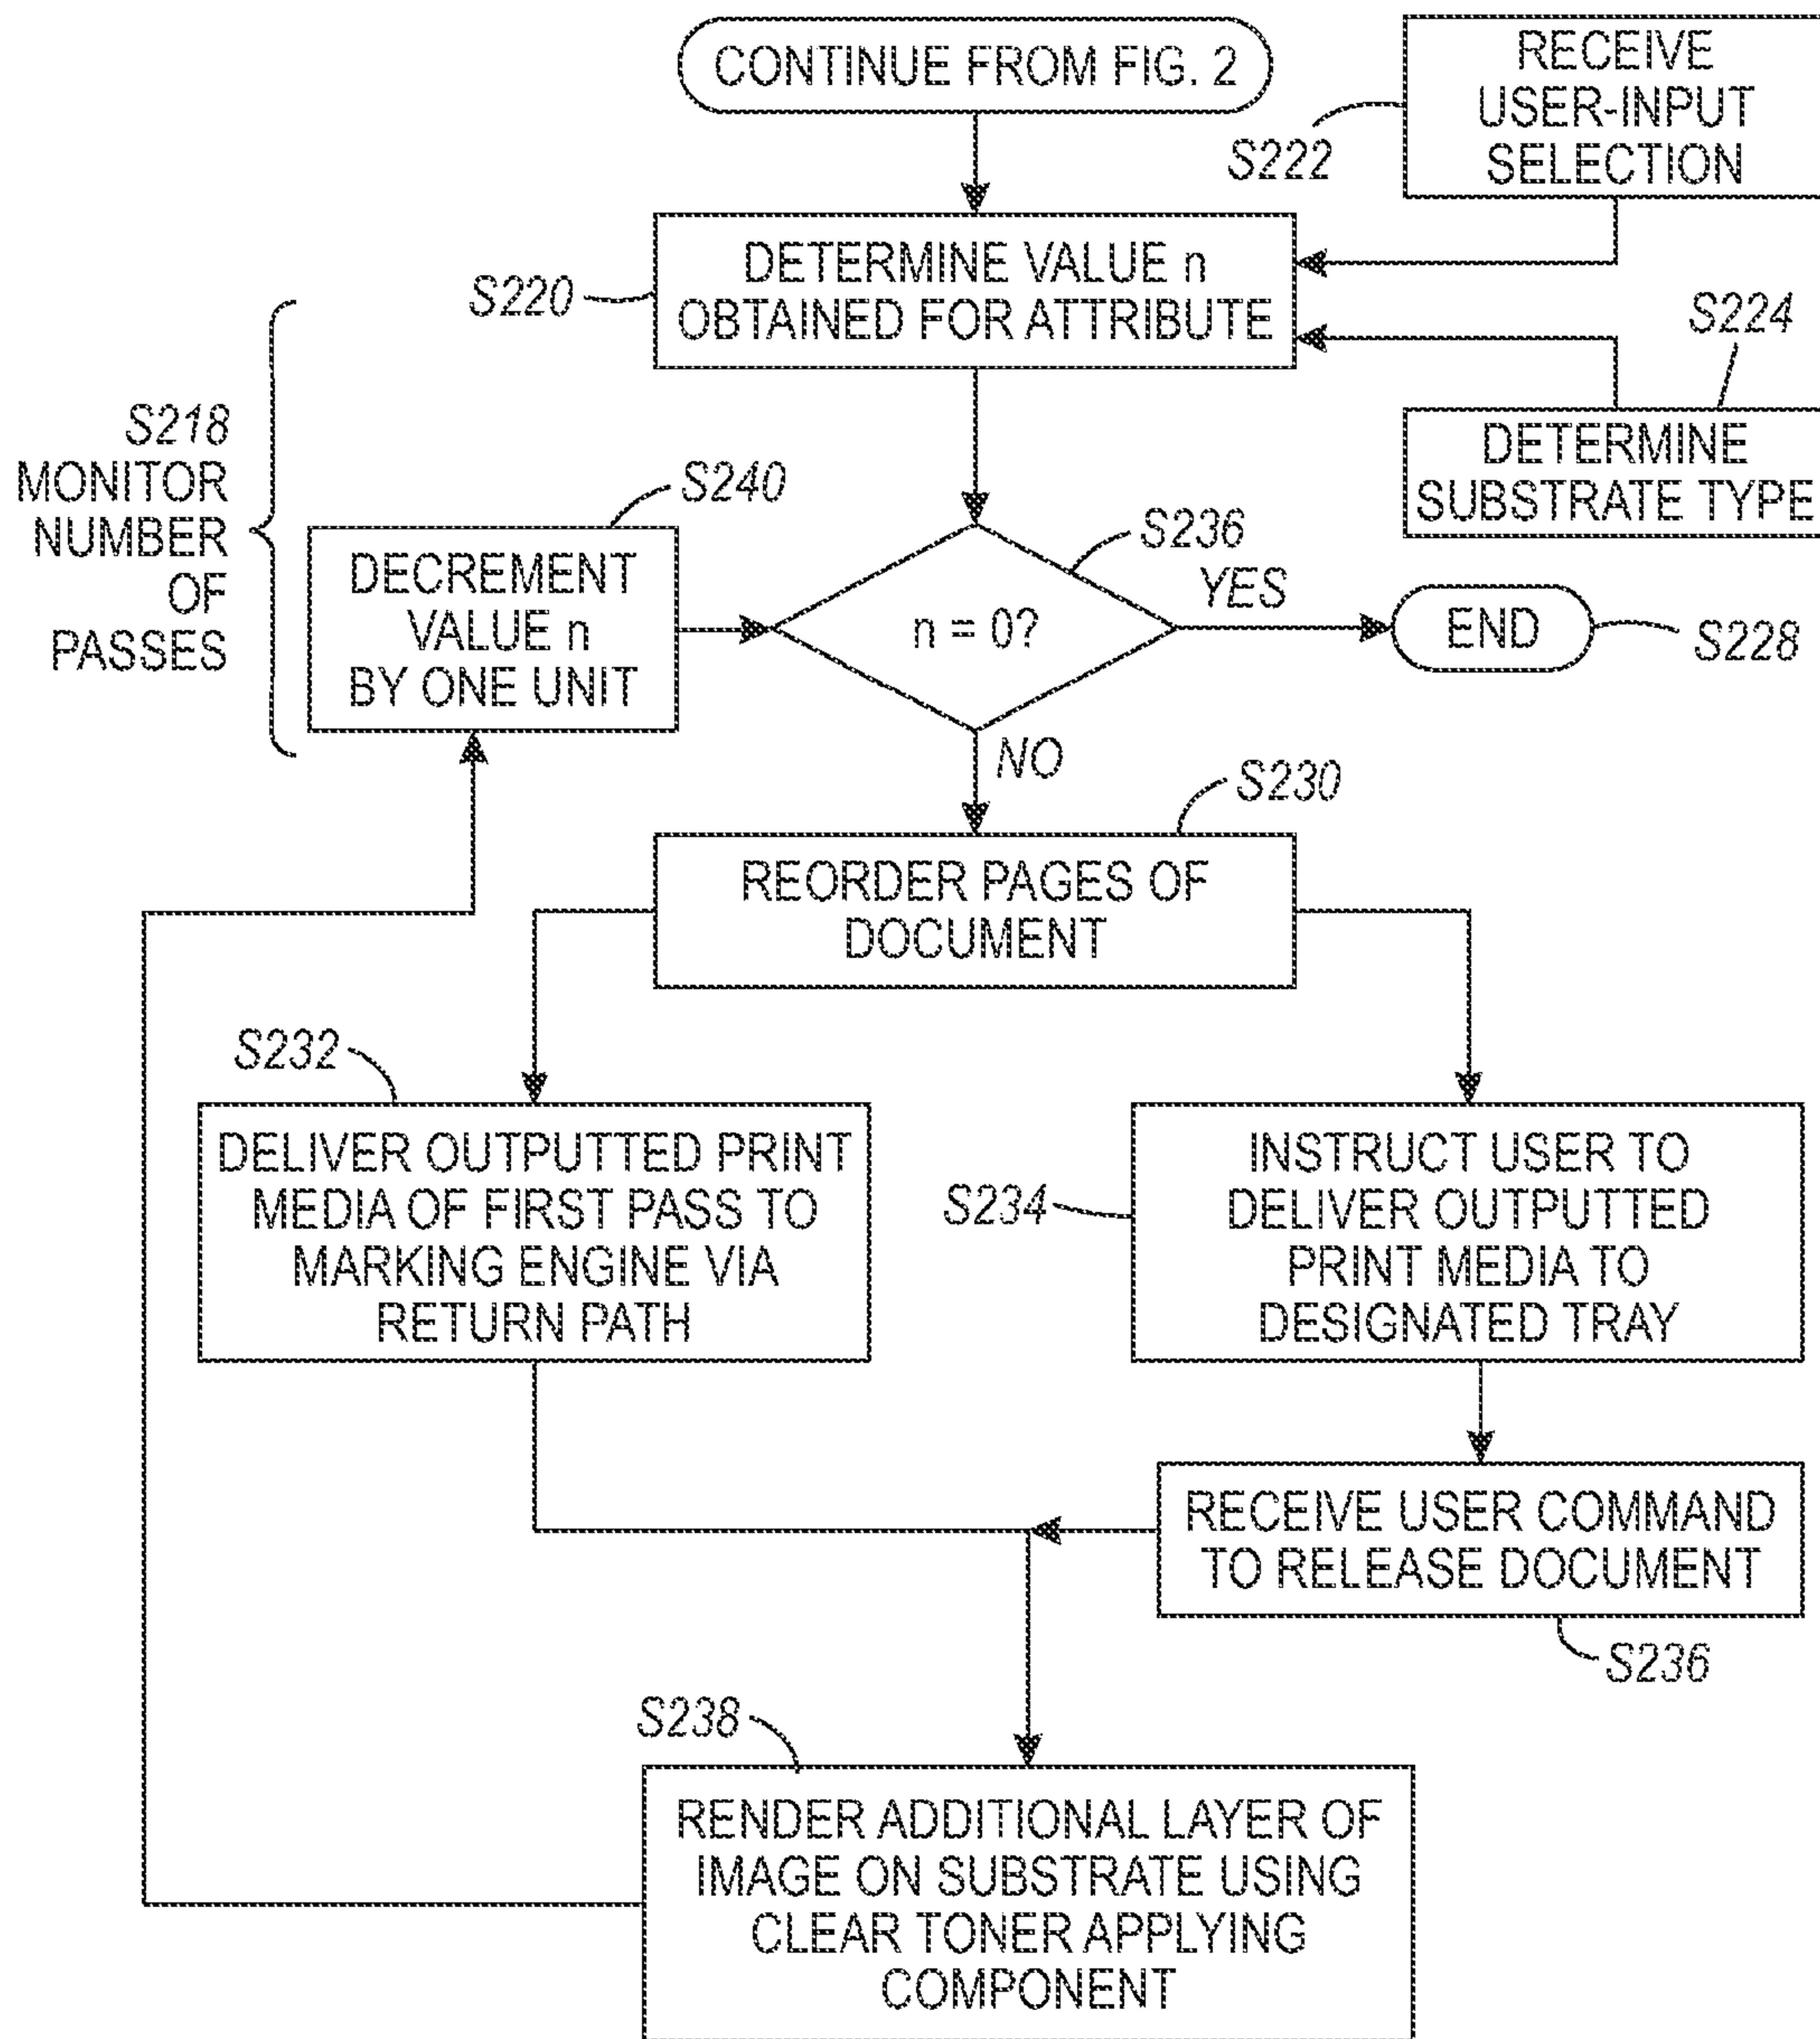 CONTINUE FROM FIG. 2
RECEIVE
USER-INPUT
SELECTION
S222
DETERMINE VALUE n
OBTAINED FOR ATTRIBUTE
S220
S224
DETERMINE
SUBSTRATE TYPE
S218
MONITOR
NUMBER
OF
PASSES
S240
DECREMENT
VALUE n
BY ONE UNIT
S236
n = 0?
YES
END
S228
NO
S230
REORDER PAGES OF
DOCUMENT
S232
DELIVER OUTPUTTED PRINT
MEDIA OF FIRST PASS TO
MARKING ENGINE VIA
RETURN PATH
S234
INSTRUCT USER TO
DELIVER OUTPUTTED
PRINT MEDIA TO
DESIGNATED TRAY
RECEIVE USER COMMAND
TO RELEASE DOCUMENT
S236
S238
RENDER ADDITIONAL LAYER OF
IMAGE ON SUBSTRATE USING
CLEAR TONER APPLYING
COMPONENT